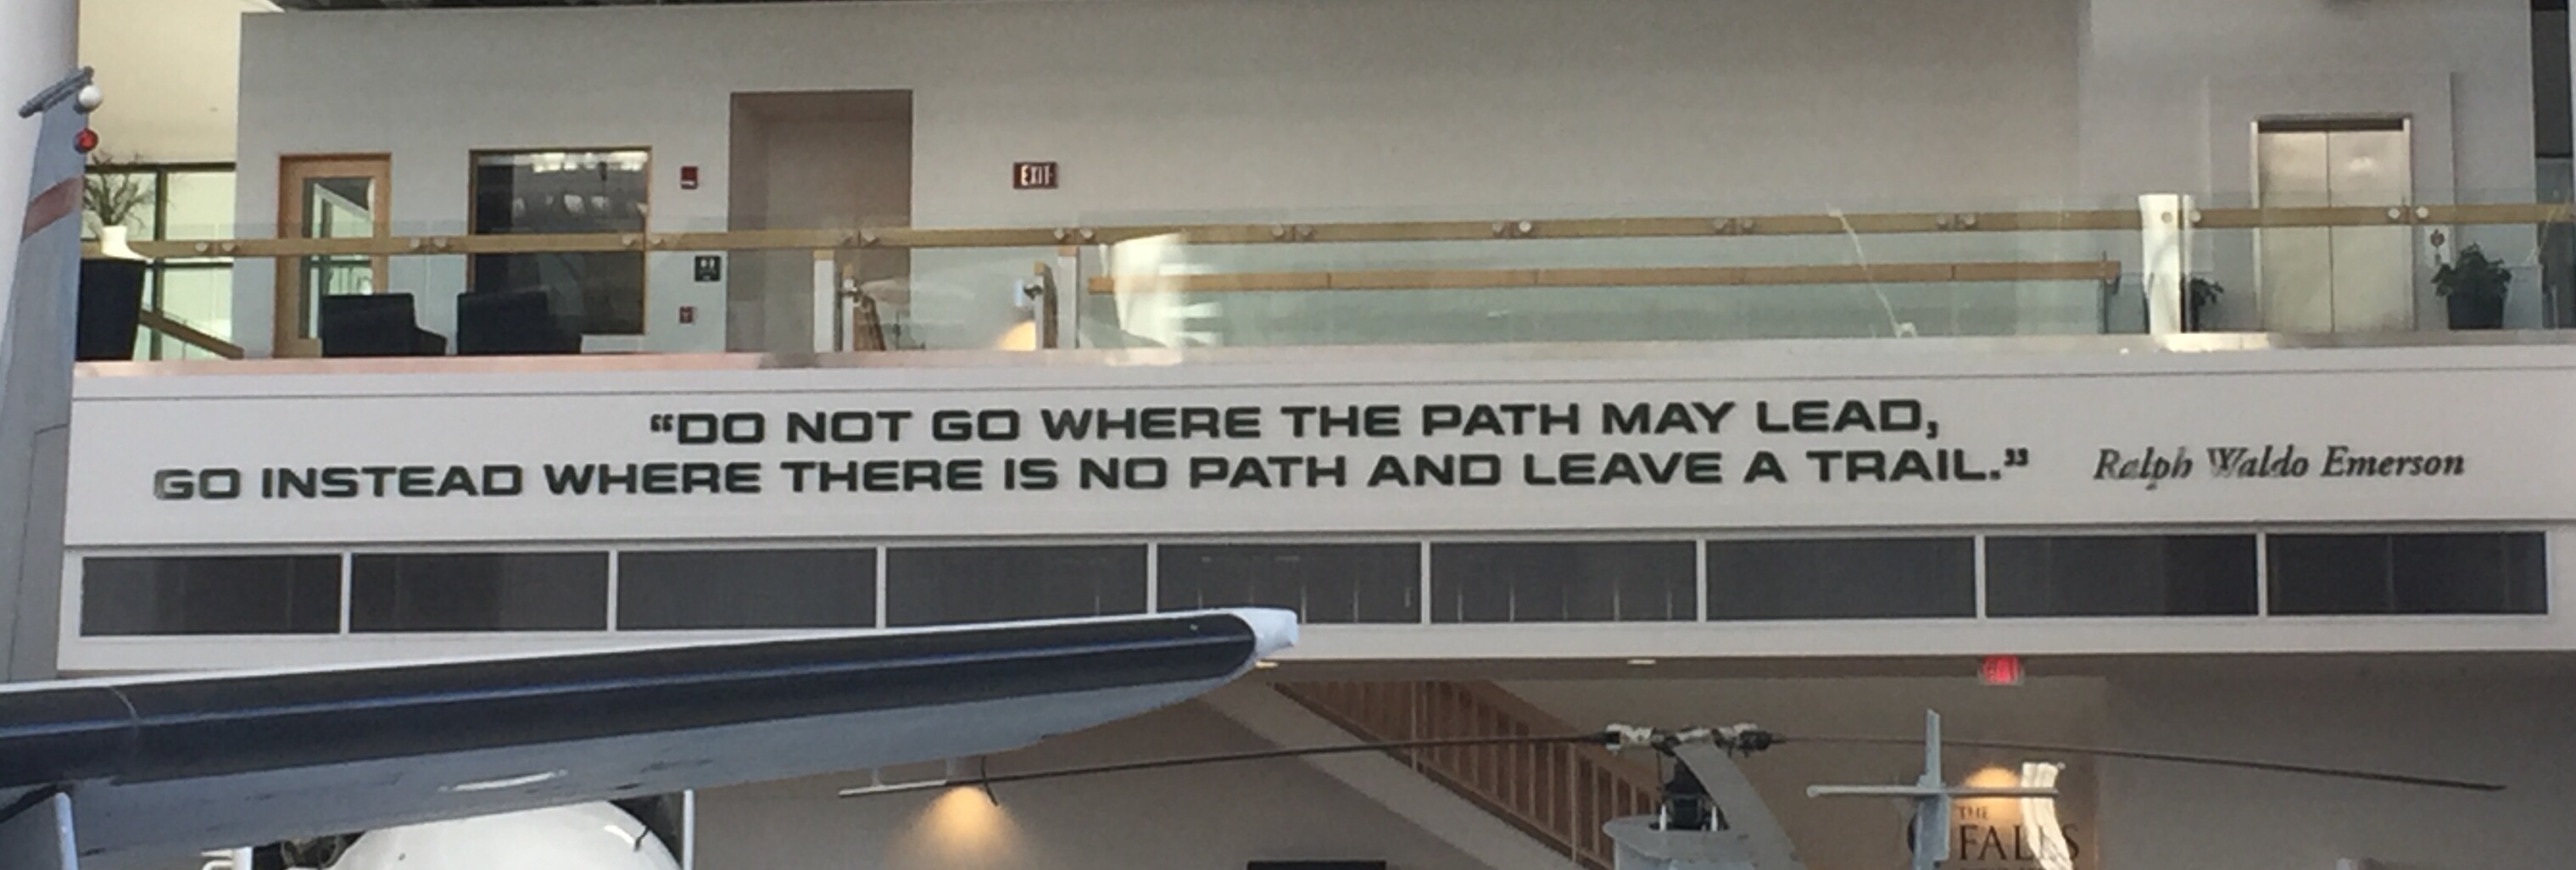 EXIT
“DO NOT GO WHERE THE PATH MAY LEAD,
GO INSTEAD WHERE THERE IS NO PATH AND LEAVE A TRAIL.” Ralph Waldo Emerson
THE
FALLS